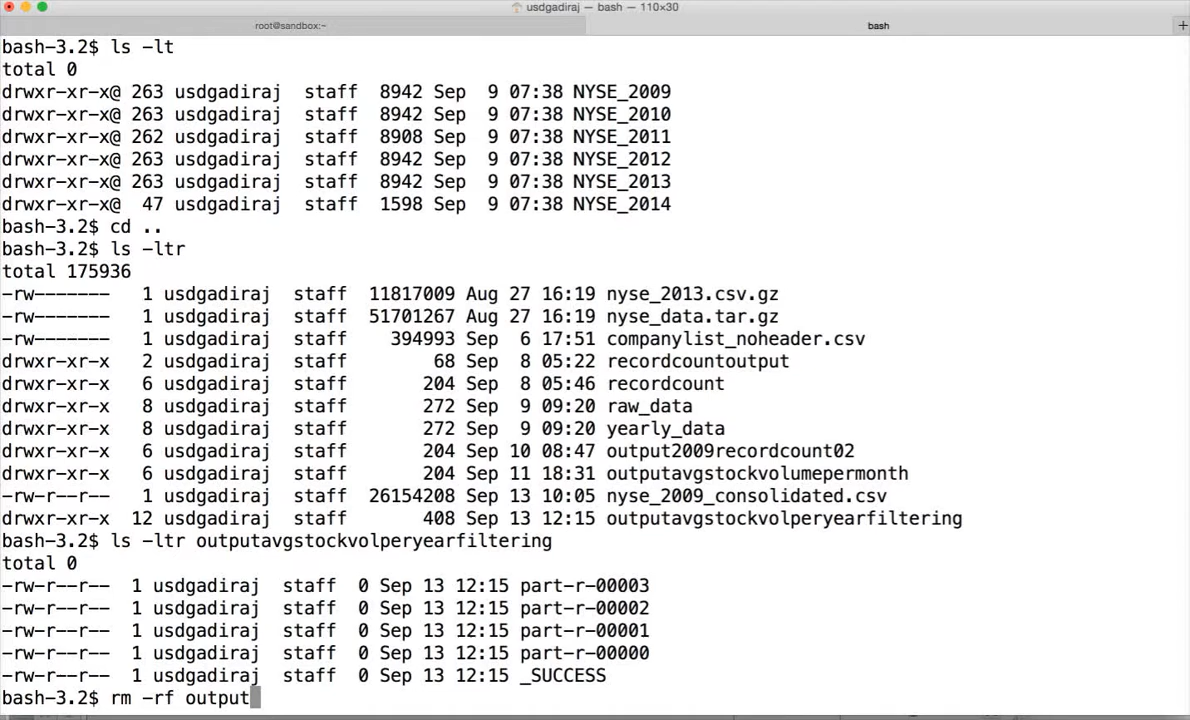 usdgadiraj — bash — 110×30
root@sandbox:~
bash
+
bash-3.2$ ls -lt
total 0
drwxr-xr-x@ 263 usdgadiraj  staff  8942 Sep  9 07:38 NYSE_2009
drwxr-xr-x@ 263 usdgadiraj  staff  8942 Sep  9 07:38 NYSE_2010
drwxr-xr-x@ 262 usdgadiraj  staff  8908 Sep  9 07:38 NYSE_2011
drwxr-xr-x@ 263 usdgadiraj  staff  8942 Sep  9 07:38 NYSE_2012
drwxr-xr-x@ 263 usdgadiraj  staff  8942 Sep  9 07:38 NYSE_2013
drwxr-xr-x@  47 usdgadiraj  staff  1598 Sep  9 07:38 NYSE_2014
bash-3.2$ cd ..
bash-3.2$ ls -ltr
total 175936
-rw-------   1 usdgadiraj  staff  11817009 Aug 27 16:19 nyse_2013.csv.gz
-rw-------   1 usdgadiraj  staff  51701267 Aug 27 16:19 nyse_data.tar.gz
-rw-------   1 usdgadiraj  staff    394993 Sep  6 17:51 companylist_noheader.csv
drwxr-xr-x   2 usdgadiraj  staff        68 Sep  8 05:22 recordcountoutput
drwxr-xr-x   6 usdgadiraj  staff       204 Sep  8 05:46 recordcount
drwxr-xr-x   8 usdgadiraj  staff       272 Sep  9 09:20 raw_data
drwxr-xr-x   8 usdgadiraj  staff       272 Sep  9 09:20 yearly_data
drwxr-xr-x   6 usdgadiraj  staff       204 Sep 10 08:47 output2009recordcount02
drwxr-xr-x   6 usdgadiraj  staff       204 Sep 11 18:31 outputavgstockvolumepermonth
-rw-r--r--   1 usdgadiraj  staff  26154208 Sep 13 10:05 nyse_2009_consolidated.csv
drwxr-xr-x  12 usdgadiraj  staff       408 Sep 13 12:15 outputavgstockvolperyearfiltering
bash-3.2$ ls -ltr outputavgstockvolperyearfiltering
total 0
-rw-r--r--  1 usdgadiraj  staff  0 Sep 13 12:15 part-r-00003
-rw-r--r--  1 usdgadiraj  staff  0 Sep 13 12:15 part-r-00002
-rw-r--r--  1 usdgadiraj  staff  0 Sep 13 12:15 part-r-00001
-rw-r--r--  1 usdgadiraj  staff  0 Sep 13 12:15 part-r-00000
-rw-r--r--  1 usdgadiraj  staff  0 Sep 13 12:15 _SUCCESS
bash-3.2$ rm -rf output